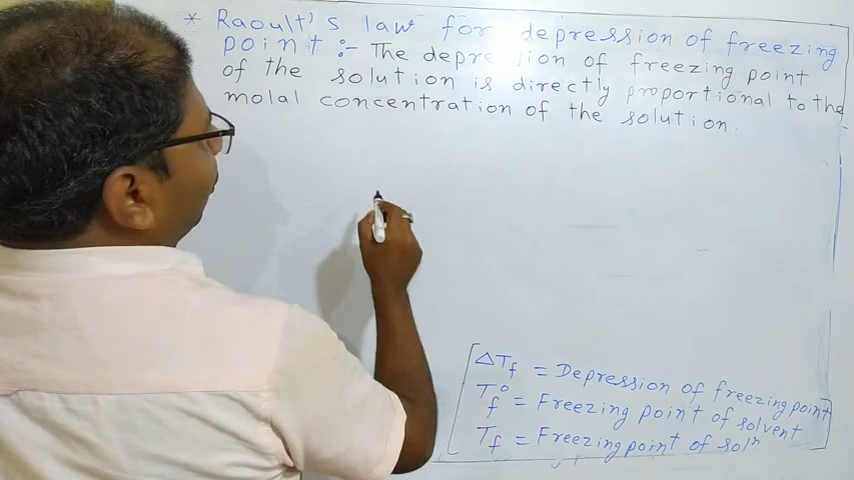 * Raoult's law for depression of freezing
point :- The depression of freezing point
of the solution is directly proportional to the
molal concentration of the solution.
ΔTf = Depression of freezing point
Tf° = Freezing point of solvent
Tf = Freezing point of solⁿ